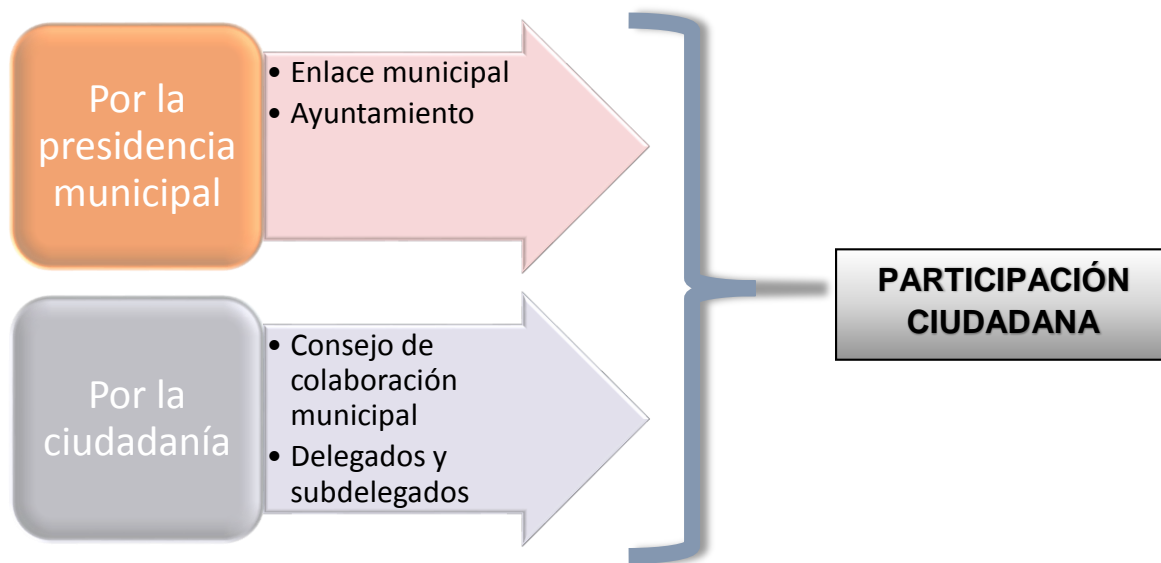 Por la
presidencia
municipal
• Enlace municipal
• Ayuntamiento
Por la
ciudadanía
• Consejo de
colaboración
municipal
• Delegados y
subdelegados
PARTICIPACIÓN
CIUDADANA